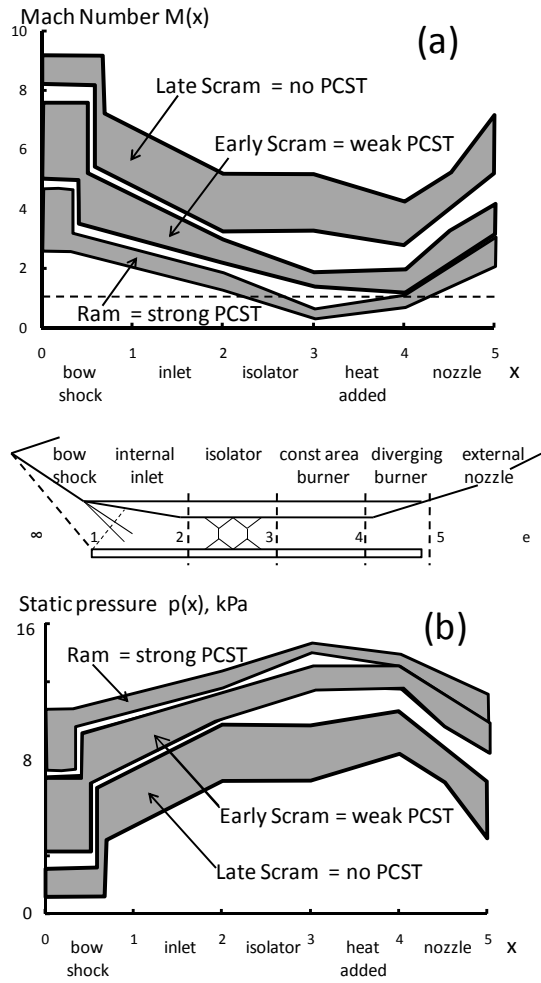 Mach Number M(x)
(a)
10
8
6
4
2
0
Late Scram = no PCST
Early Scram = weak PCST
Ram = strong PCST
0 1 2 3 4 5 x
bow shock
inlet
isolator
heat added
nozzle
bow shock
internal inlet
isolator
const area burner
diverging burner
external nozzle
∞ 1 2 3 4 5 e
Static pressure p(x), kPa
(b)
16
8
0
Ram = strong PCST
Early Scram = weak PCST
Late Scram = no PCST
0 1 2 3 4 5 x
bow shock
inlet
isolator
heat added
nozzle